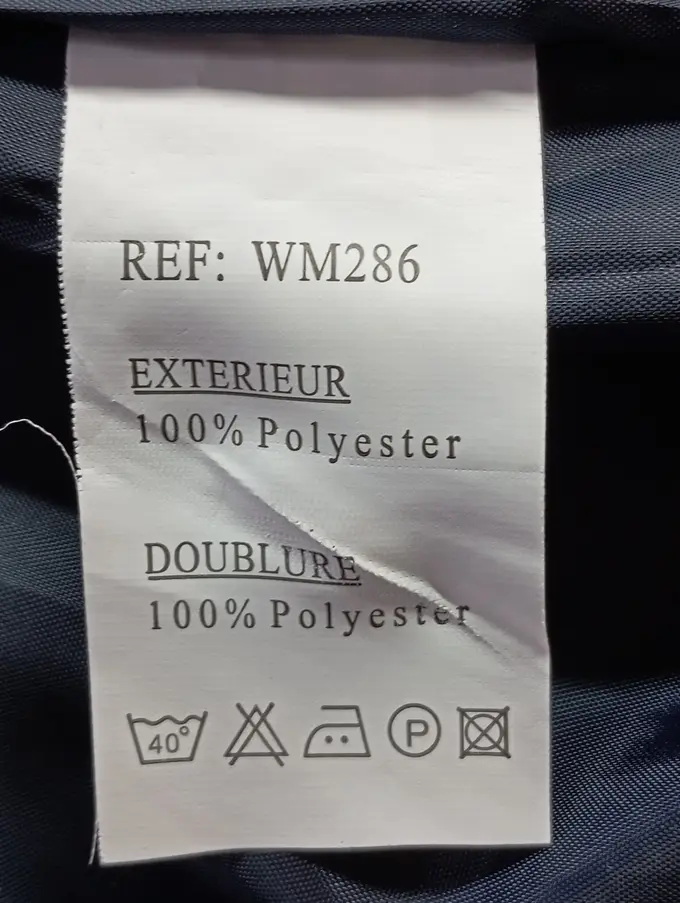 REF: WM286
EXTERIEUR
100% Polyester
DOUBLURE
100% Polyester
40°
P